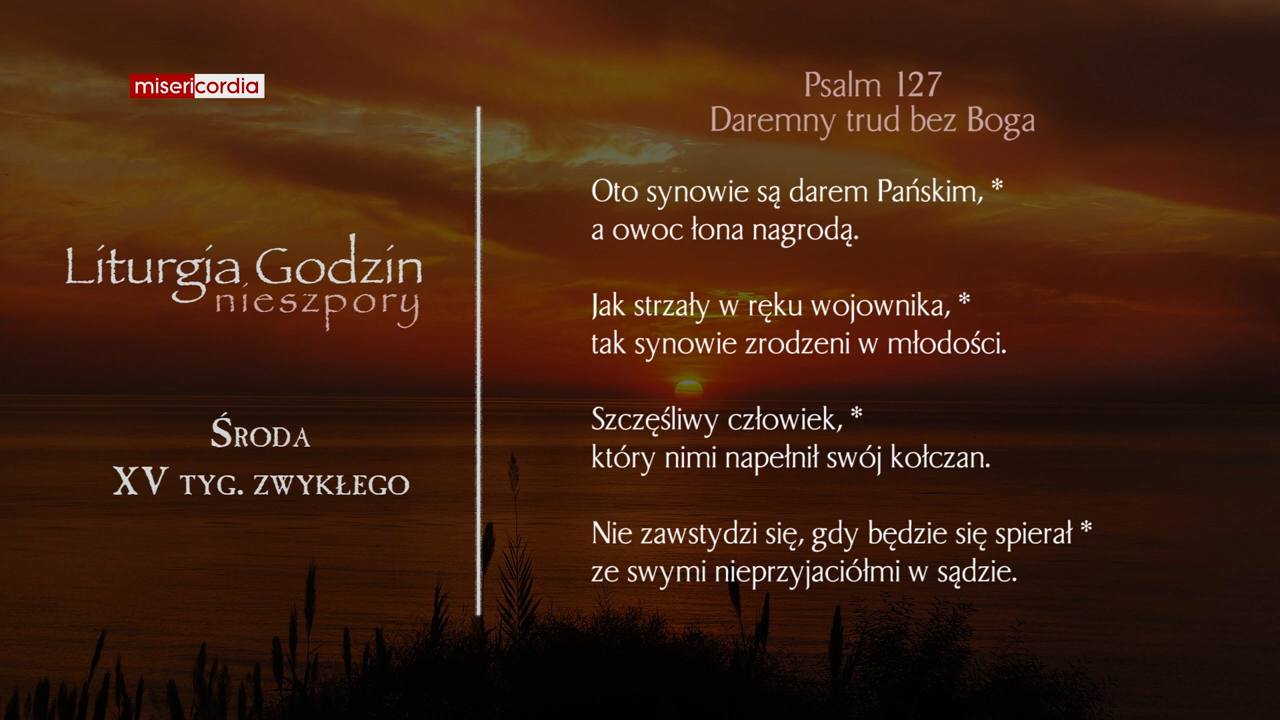 misericordia
Liturgia Godzin
nieszpory
Środa
XV tyg. zwykłego
Psalm 127
Daremny trud bez Boga
Oto synowie są darem Pańskim, *
a owoc łona nagrodą.
Jak strzały w ręku wojownika, *
tak synowie zrodzeni w młodości.
Szczęśliwy człowiek, *
który nimi napełnił swój kołczan.
Nie zawstydzi się, gdy będzie się spierał *
ze swymi nieprzyjaciółmi w sądzie.